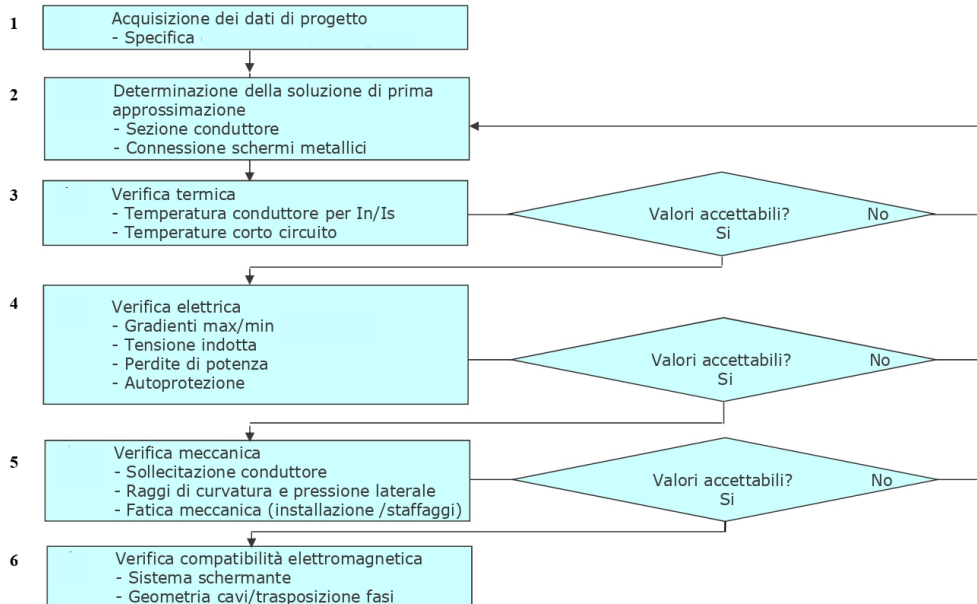 1
Acquisizione dei dati di progetto
- Specifica
2
Determinazione della soluzione di prima
approssimazione
- Sezione conduttore
- Connessione schermi metallici
3
Verifica termica
- Temperatura conduttore per In/Is
- Temperature corto circuito
Valori accettabili? No
Si
4
Verifica elettrica
- Gradienti max/min
- Tensione indotta
- Perdite di potenza
- Autoprotezione
Valori accettabili? No
Si
5
Verifica meccanica
- Sollecitazione conduttore
- Raggi di curvatura e pressione laterale
- Fatica meccanica (installazione /staffaggi)
Valori accettabili? No
Si
6
Verifica compatibilità elettromagnetica
- Sistema schermante
- Geometria cavi/trasposizione fasi